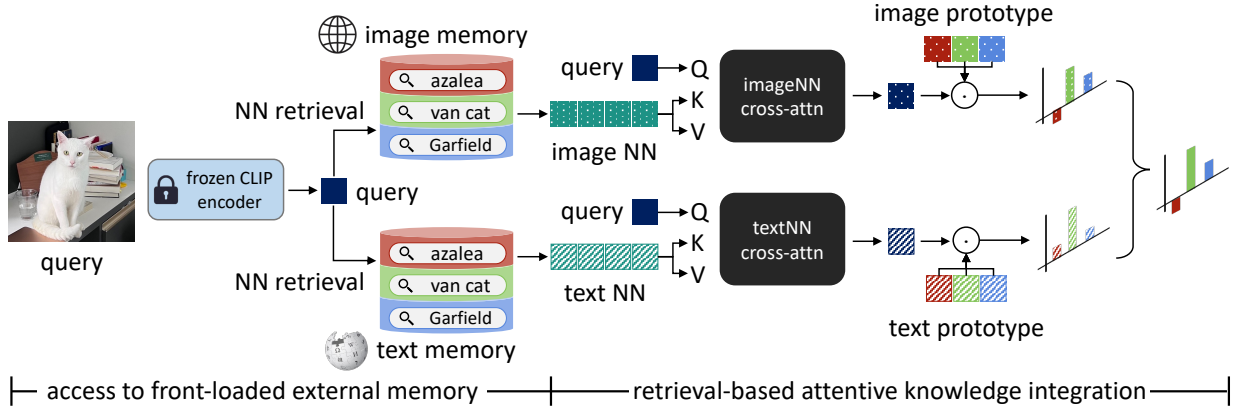 image memory
azalea
van cat
Garfield
NN retrieval
query
frozen CLIP
encoder
query
NN retrieval
azalea
van cat
Garfield
text memory
query
Q
K
V
image NN
imageNN
cross-attn
image prototype
query
Q
K
V
text NN
textNN
cross-attn
text prototype
access to front-loaded external memory
retrieval-based attentive knowledge integration